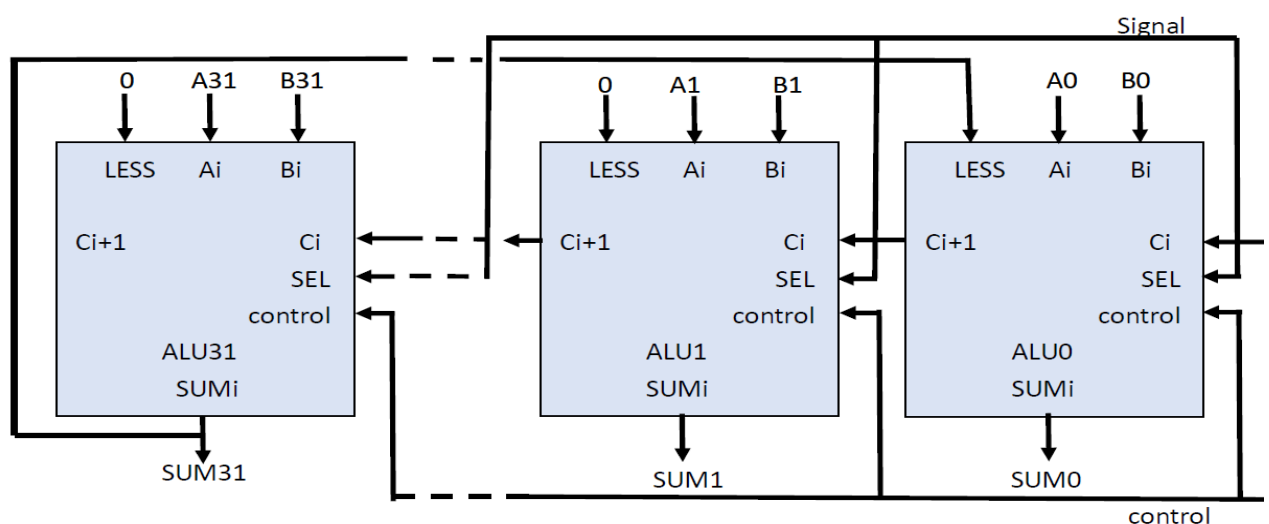 Signal
0 A31 B31 0 A1 B1 A0 B0
LESS Ai Bi LESS Ai Bi LESS Ai Bi
Ci+1 Ci Ci+1 Ci Ci+1 Ci
SEL SEL SEL
control control control
ALU31 ALU1 ALU0
SUMi SUMi SUMi
SUM31 SUM1 SUM0
control